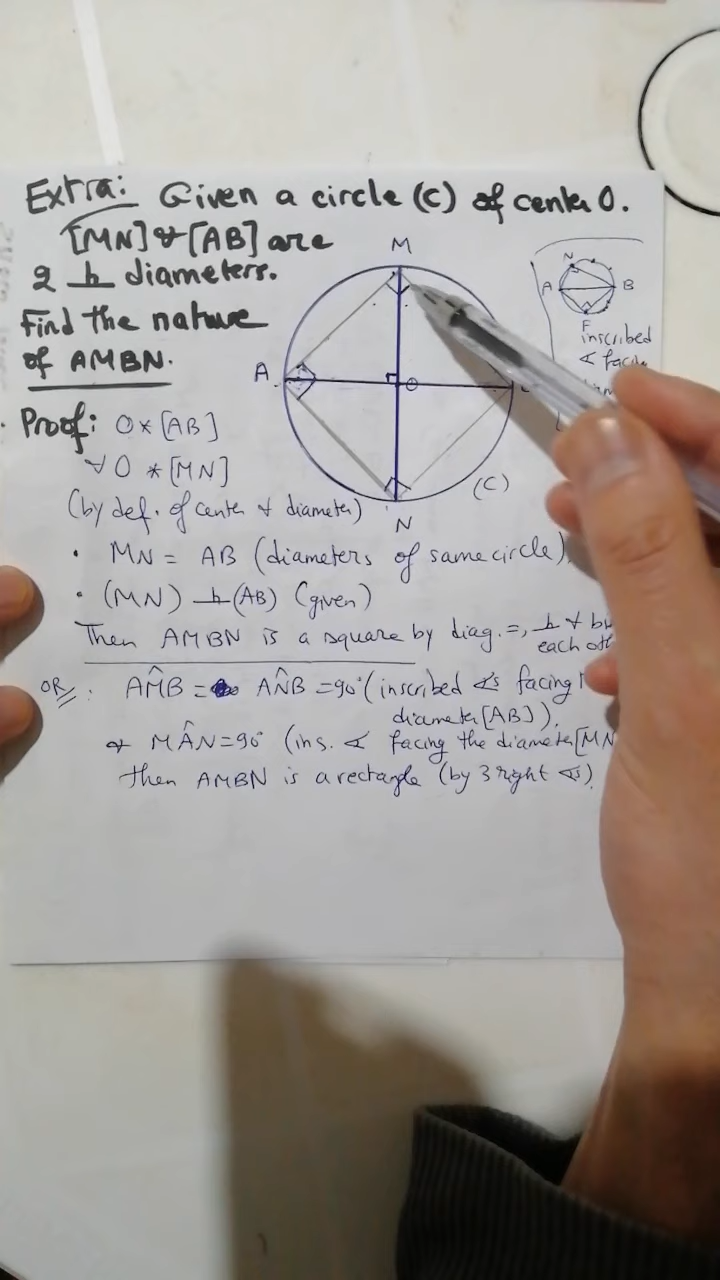 Extra: Given a circle (C) of center O.
[MN] & [AB] are
2 ⊥ diameters.
Find the nature
of AMBN.
M
A
O
N
(C)
N
A B
F
inscribed
∢
Proof: O * [AB]
& O * [MN]
(by def. of center & diameter)
· MN = AB (diameters of same circle)
· (MN) ⊥ (AB) (given)
Then AMBN is a square by diag. =, ⊥ &
each
OR · AM̂B = AN̂B = 90° (inscribed ∢s facing
diameter [AB]),
& MÂN = 90° (ins. ∢ facing the diameter [MN
then AMBN is a rectangle (by 3 right ∢s),